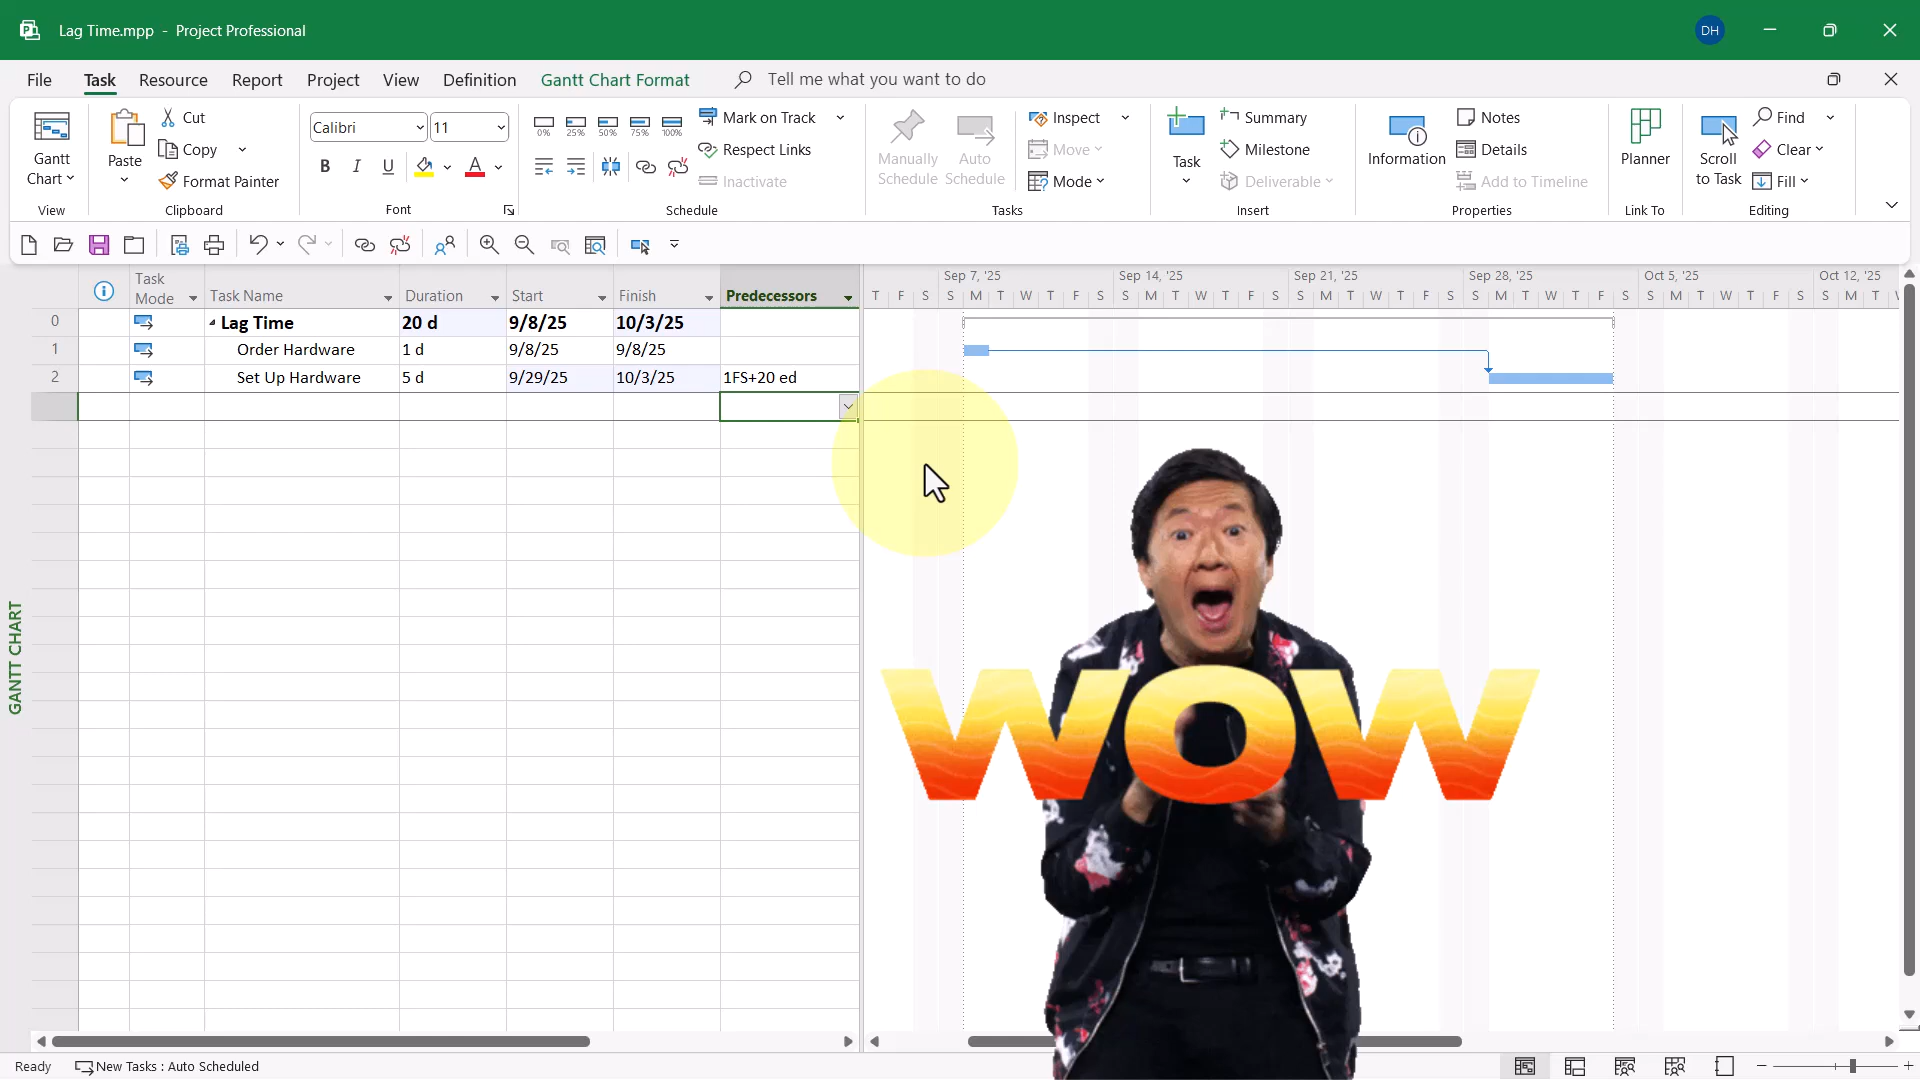 Lag Time.mpp - Project Professional
DH
File Task Resource Report Project View Definition Gantt Chart Format Tell me what you want to do
Gantt Chart
View
Paste
Cut
Copy
Format Painter
Clipboard
Calibri 11
B I U A
Font
0% 25% 50% 75% 100%
Mark on Track
Respect Links
Inactivate
Schedule
Manually Schedule
Auto Schedule
Inspect
Move
Mode
Tasks
Task
Summary
Milestone
Deliverable
Insert
Information
Notes
Details
Add to Timeline
Properties
Planner
Link To
Scroll to Task
Find
Clear
Fill
Editing
Task Mode Task Name Duration Start Finish Predecessors
Sep 7, '25 Sep 14, '25 Sep 21, '25 Sep 28, '25 Oct 5, '25 Oct 12, '25
T F S S M T W T F S S M T W T F S S M T W T F S S M T W T F S S M T W T F S S M T
0 Lag Time 20 d 9/8/25 10/3/25
1 Order Hardware 1 d 9/8/25 9/8/25
2 Set Up Hardware 5 d 9/29/25 10/3/25 1FS+20 ed
WOW
GANTT CHART
Ready New Tasks : Auto Scheduled